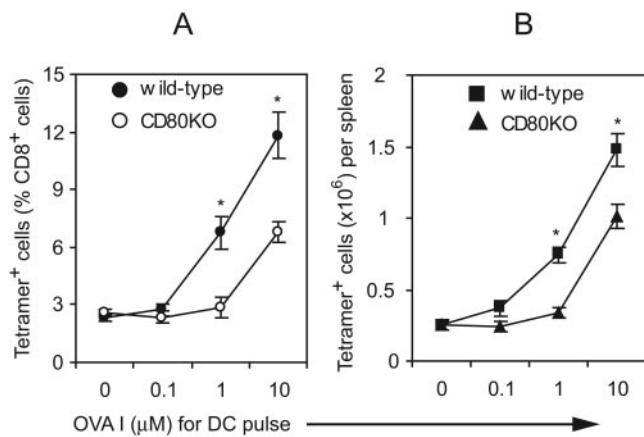 A
B
Tetramer⁺ cells (% CD8⁺ cells)
15
12
9
6
3
0
wild-type
CD80KO
*
*
0 0.1 1 10
Tetramer⁺ cells (x10⁶) per spleen
2
1.5
1
0.5
0
wild-type
CD80KO
*
*
0 0.1 1 10
OVA I (μM) for DC pulse